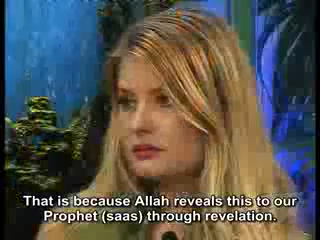 That is because Allah reveals this to our
Prophet (saas) through revelation.